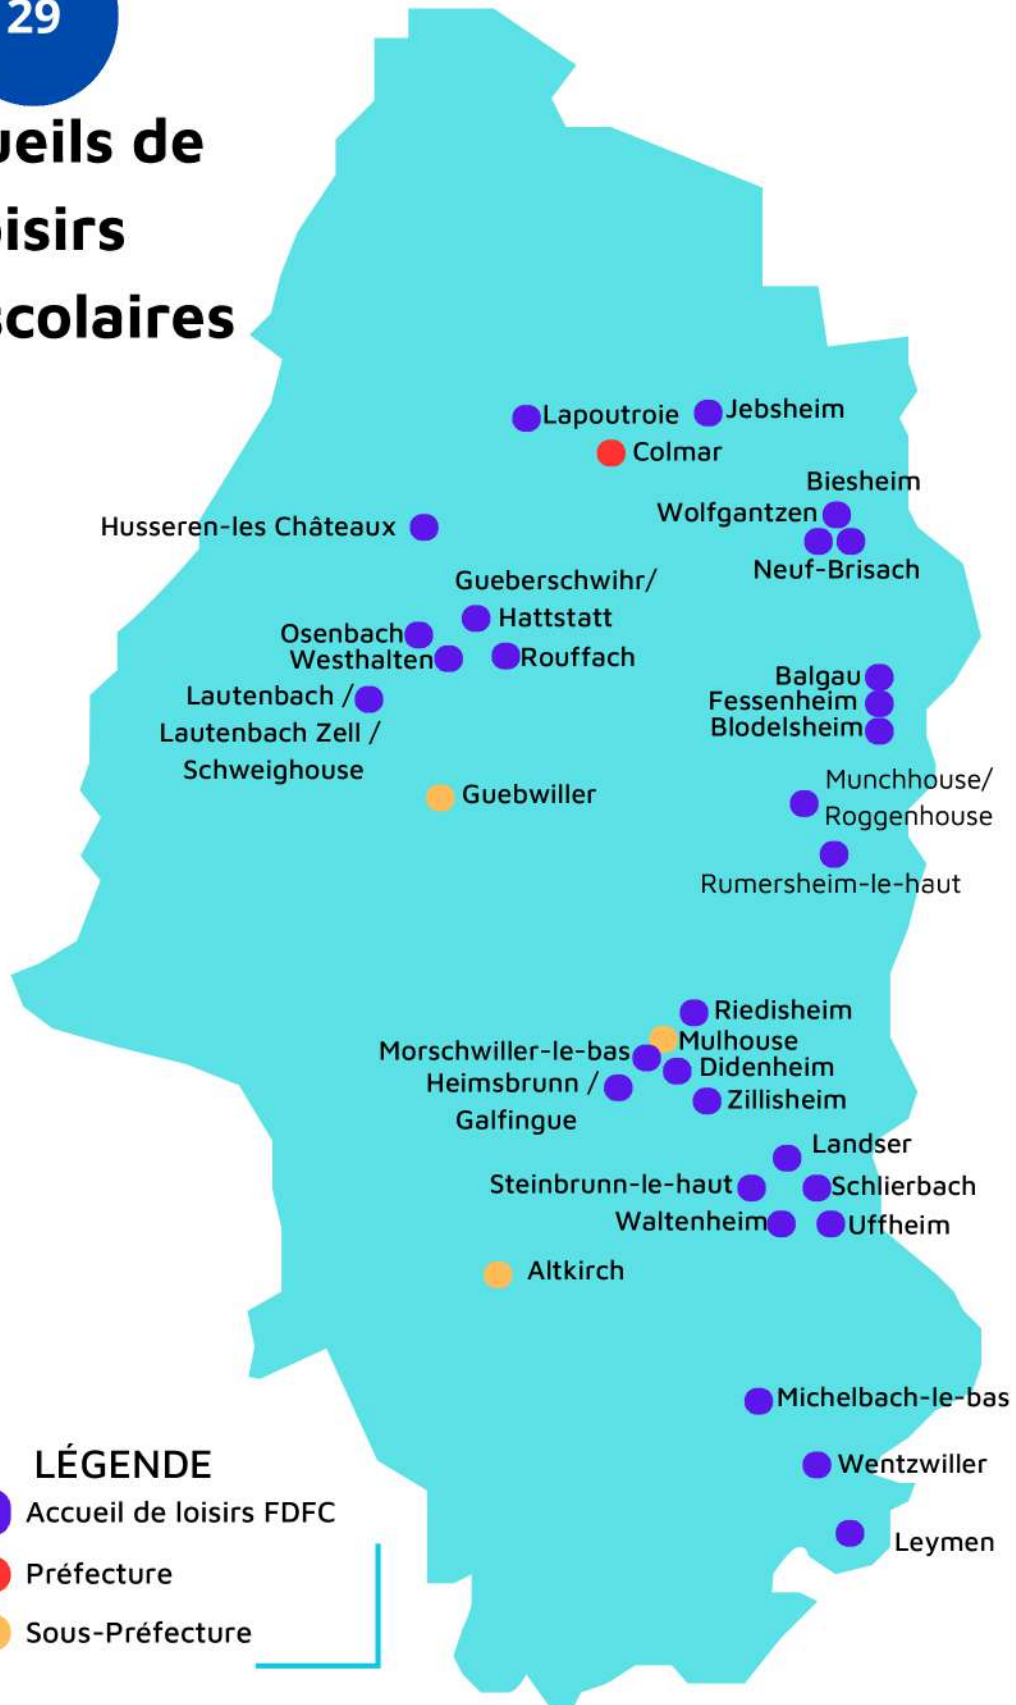 29
ueils de
oisirs
scolaires
Lapoutroie
Jebsheim
Colmar
Biesheim
Wolfgantzen
Husseren-les Châteaux
Neuf-Brisach
Gueberschwihr/
Hattstatt
Osenbach
Westhalten
Rouffach
Balgau
Lautenbach /
Fessenheim
Blodelsheim
Lautenbach Zell /
Schweighouse
Munchhouse/
Guebwiller
Roggenhouse
Rumersheim-le-haut
Riedisheim
Mulhouse
Morschwiller-le-bas
Didenheim
Heimsbrunn /
Zillisheim
Galfingue
Landser
Steinbrunn-le-haut
Schlierbach
Waltenheim
Uffheim
Altkirch
Michelbach-le-bas
Wentzwiller
Leymen
LÉGENDE
Accueil de loisirs FDFC
Préfecture
Sous-Préfecture